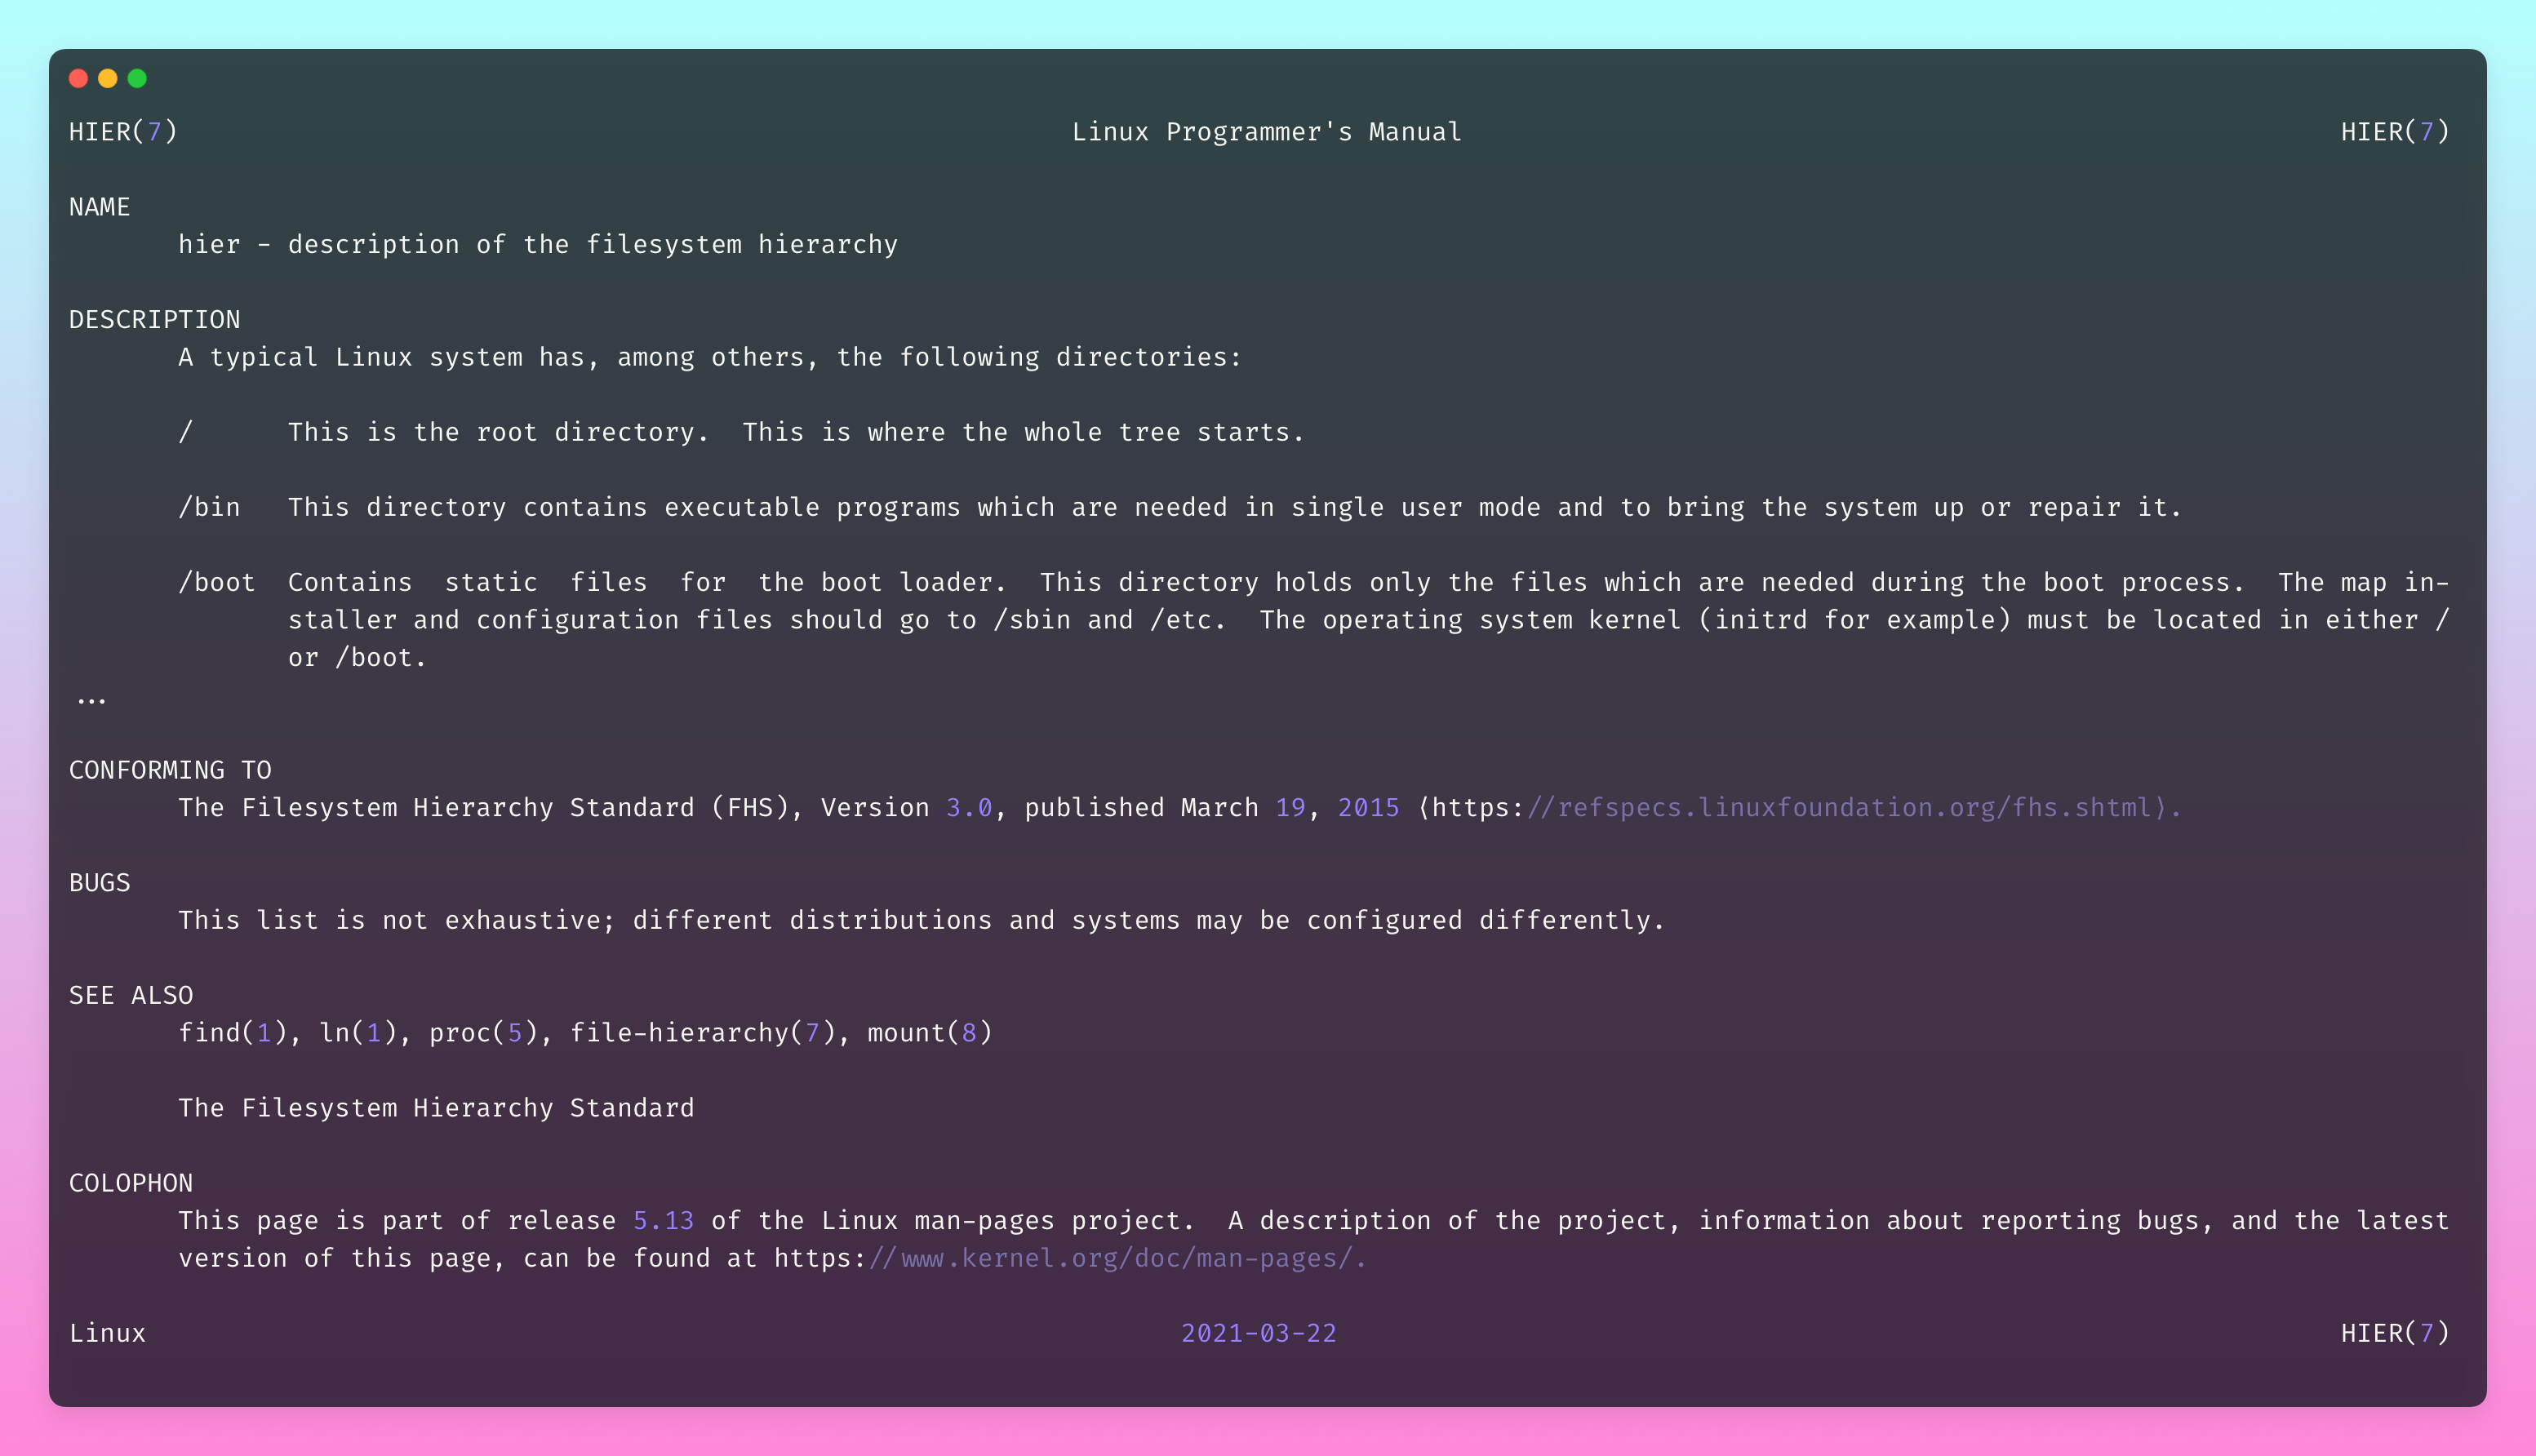 HIER(7) Linux Programmer's Manual HIER(7)
NAME
hier - description of the filesystem hierarchy
DESCRIPTION
A typical Linux system has, among others, the following directories:
/ This is the root directory.  This is where the whole tree starts.
/bin This directory contains executable programs which are needed in single user mode and to bring the system up or repair it.
/boot Contains  static  files  for  the boot loader.  This directory holds only the files which are needed during the boot process.  The map in-
staller and configuration files should go to /sbin and /etc.  The operating system kernel (initrd for example) must be located in either /
or /boot.
...
CONFORMING TO
The Filesystem Hierarchy Standard (FHS), Version 3.0, published March 19, 2015 ⟨https://refspecs.linuxfoundation.org/fhs.shtml⟩.
BUGS
This list is not exhaustive; different distributions and systems may be configured differently.
SEE ALSO
find(1), ln(1), proc(5), file-hierarchy(7), mount(8)
The Filesystem Hierarchy Standard
COLOPHON
This page is part of release 5.13 of the Linux man-pages project.  A description of the project, information about reporting bugs, and the latest
version of this page, can be found at https://www.kernel.org/doc/man-pages/.
Linux 2021-03-22 HIER(7)